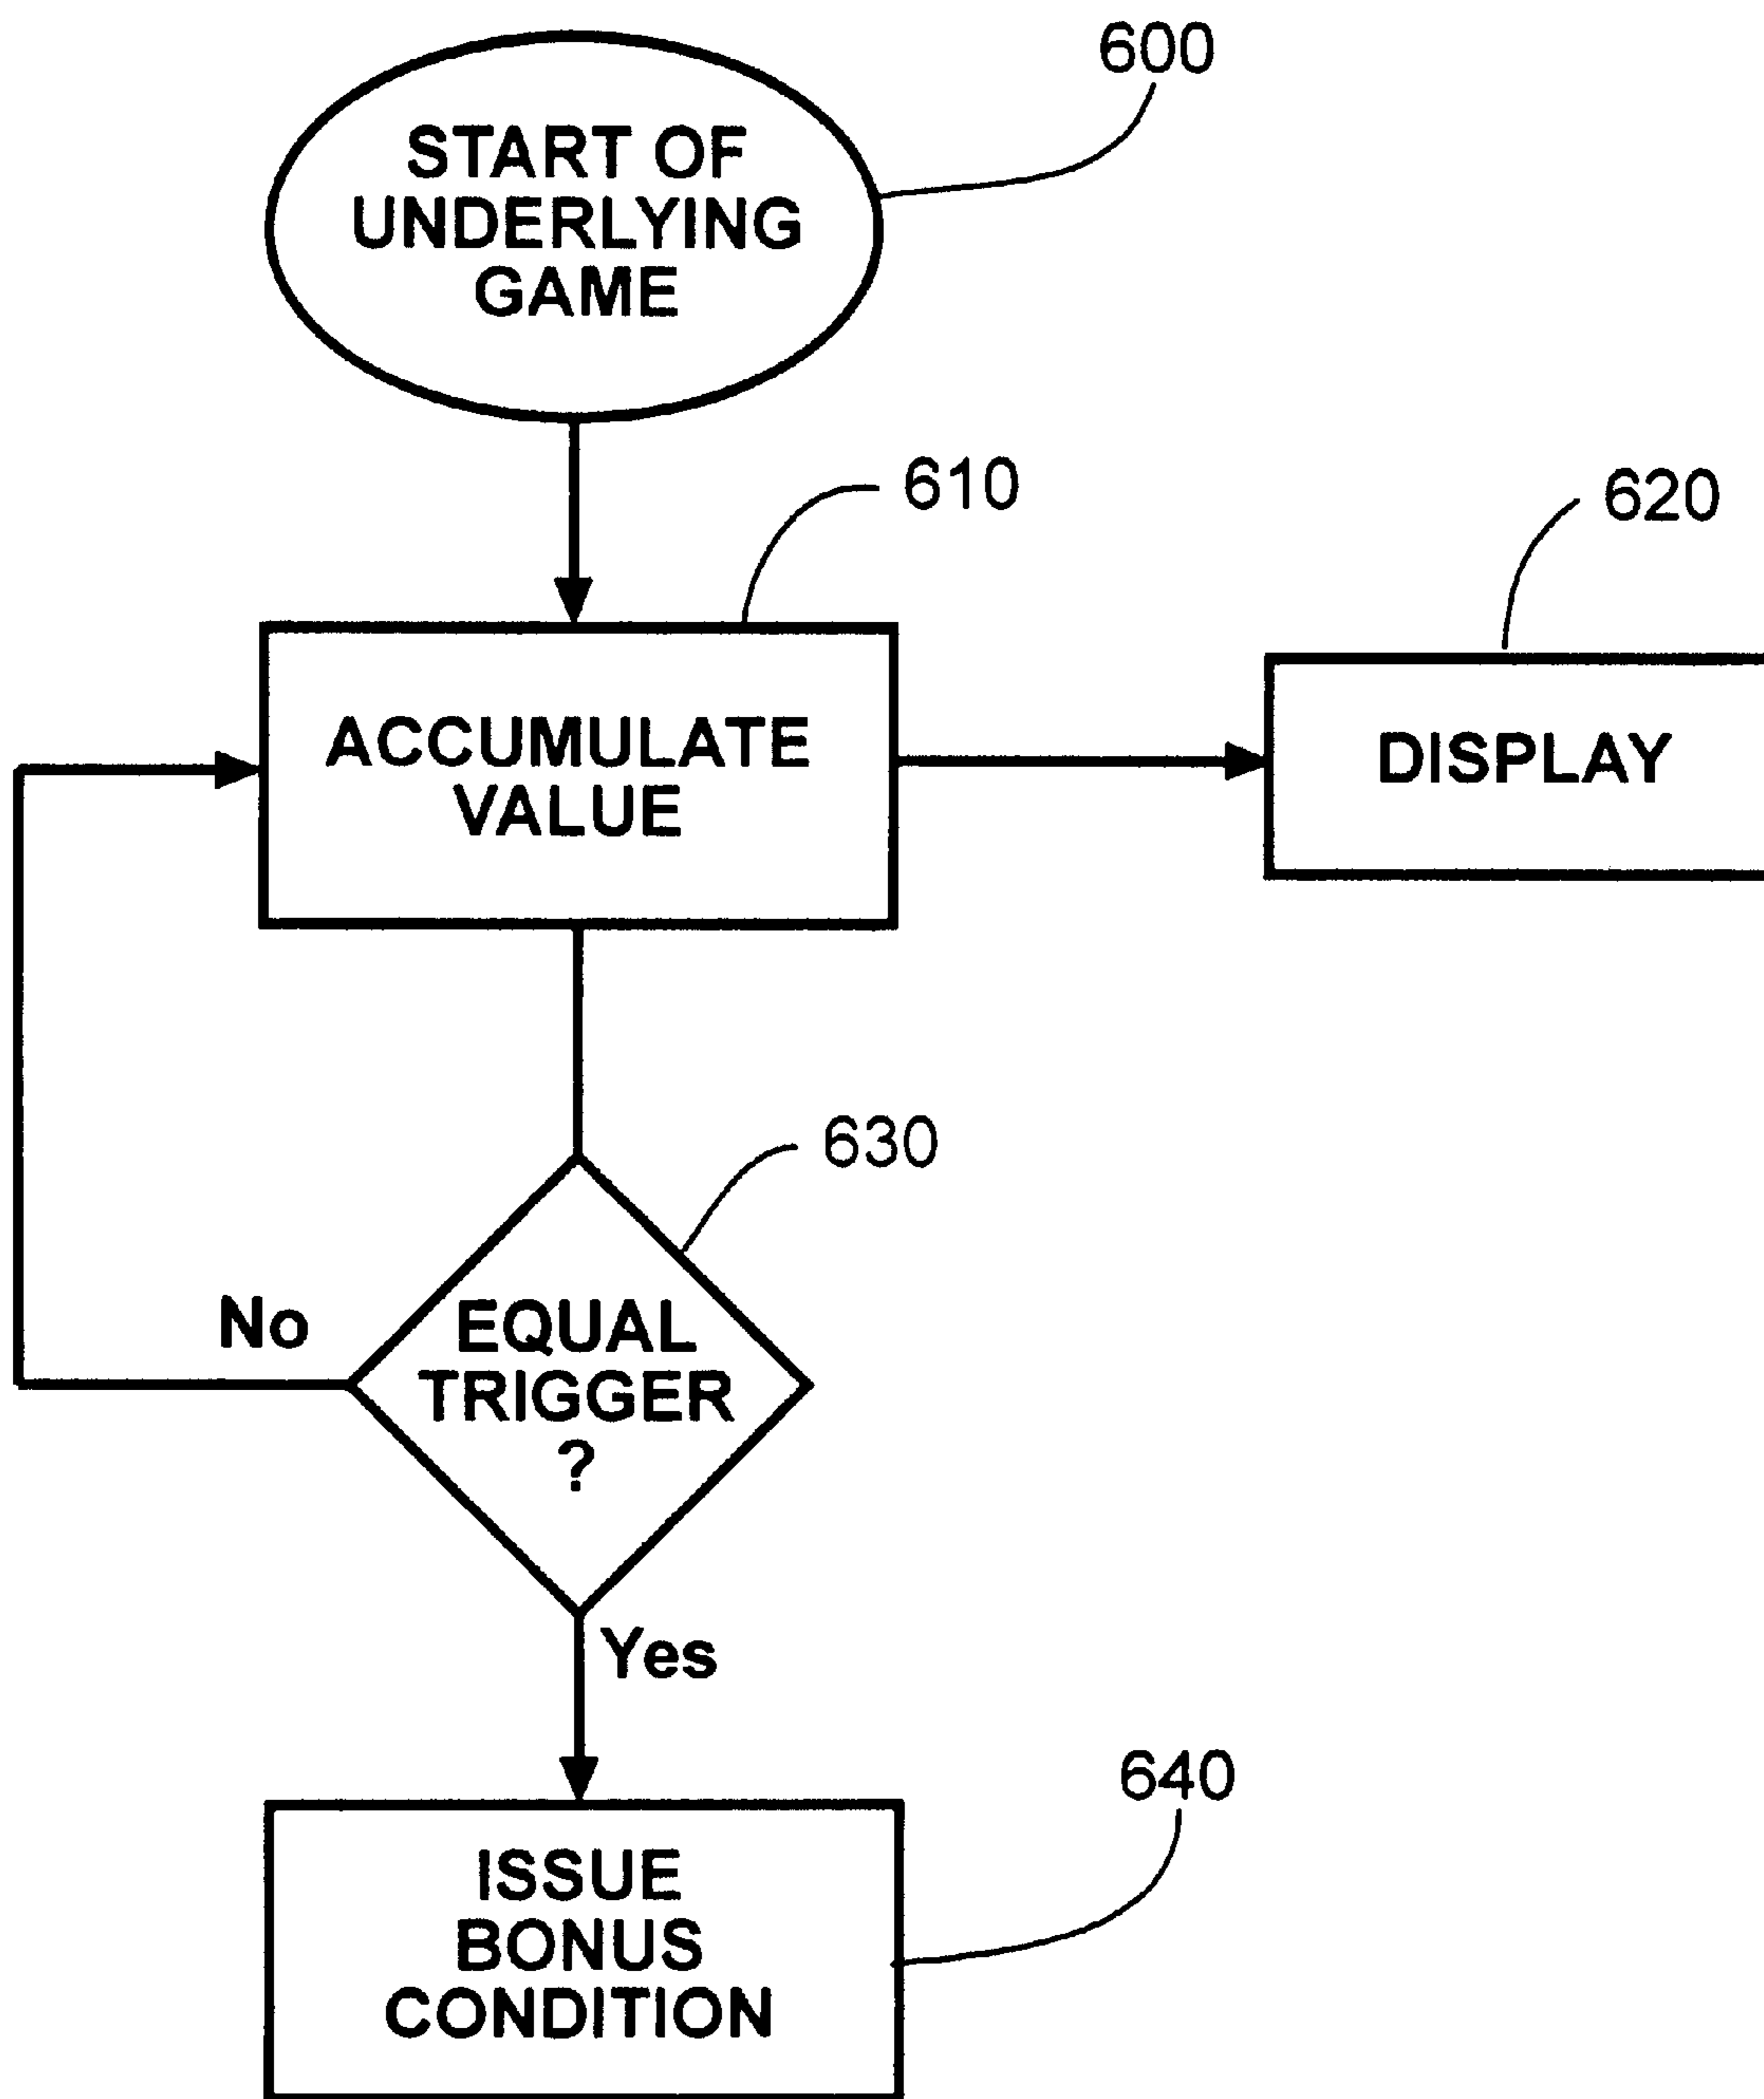 600
START OF
UNDERLYING
GAME
610
620
ACCUMULATE
VALUE
DISPLAY
630
No
EQUAL
TRIGGER
?
Yes
640
ISSUE
BONUS
CONDITION